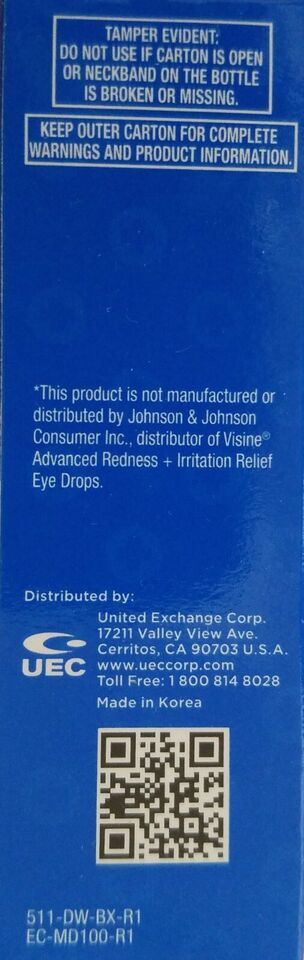 TAMPER EVIDENT:
DO NOT USE IF CARTON IS OPEN
OR NECKBAND ON THE BOTTLE
IS BROKEN OR MISSING.
KEEP OUTER CARTON FOR COMPLETE
WARNINGS AND PRODUCT INFORMATION.
*This product is not manufactured or
distributed by Johnson & Johnson
Consumer Inc., distributor of Visine®
Advanced Redness + Irritation Relief
Eye Drops.
Distributed by:
United Exchange Corp.
17211 Valley View Ave.
Cerritos, CA 90703 U.S.A.
www.ueccorp.com
Toll Free: 1 800 814 8028
UEC
Made in Korea
511-DW-BX-R1
EC-MD100-R1